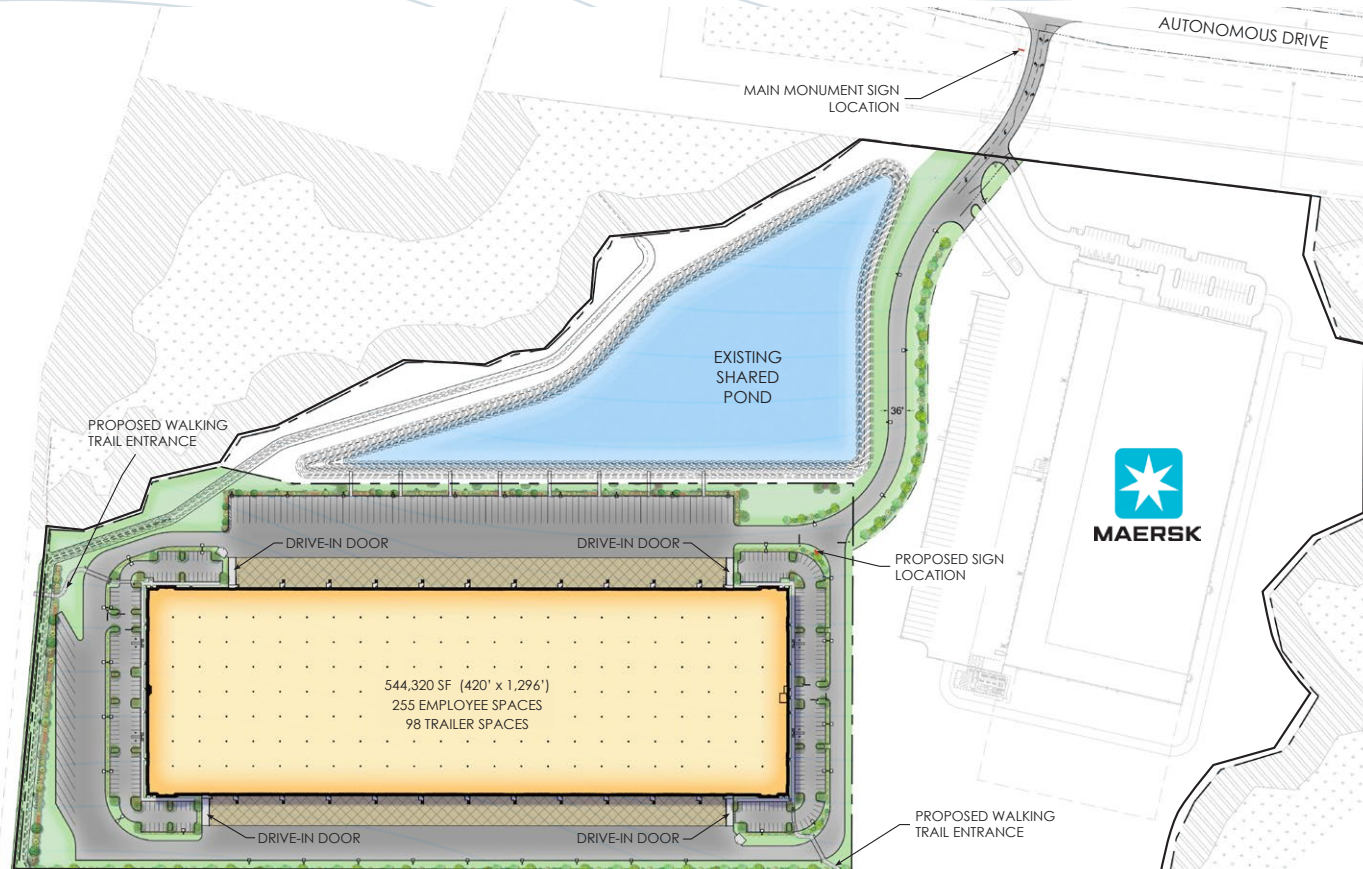 AUTONOMOUS DRIVE
MAIN MONUMENT SIGN
LOCATION
EXISTING
SHARED
POND
36'
PROPOSED WALKING
TRAIL ENTRANCE
MAERSK
DRIVE-IN DOOR
DRIVE-IN DOOR
PROPOSED SIGN
LOCATION
544,320 SF (420' x 1,296')
255 EMPLOYEE SPACES
98 TRAILER SPACES
DRIVE-IN DOOR
DRIVE-IN DOOR
PROPOSED WALKING
TRAIL ENTRANCE